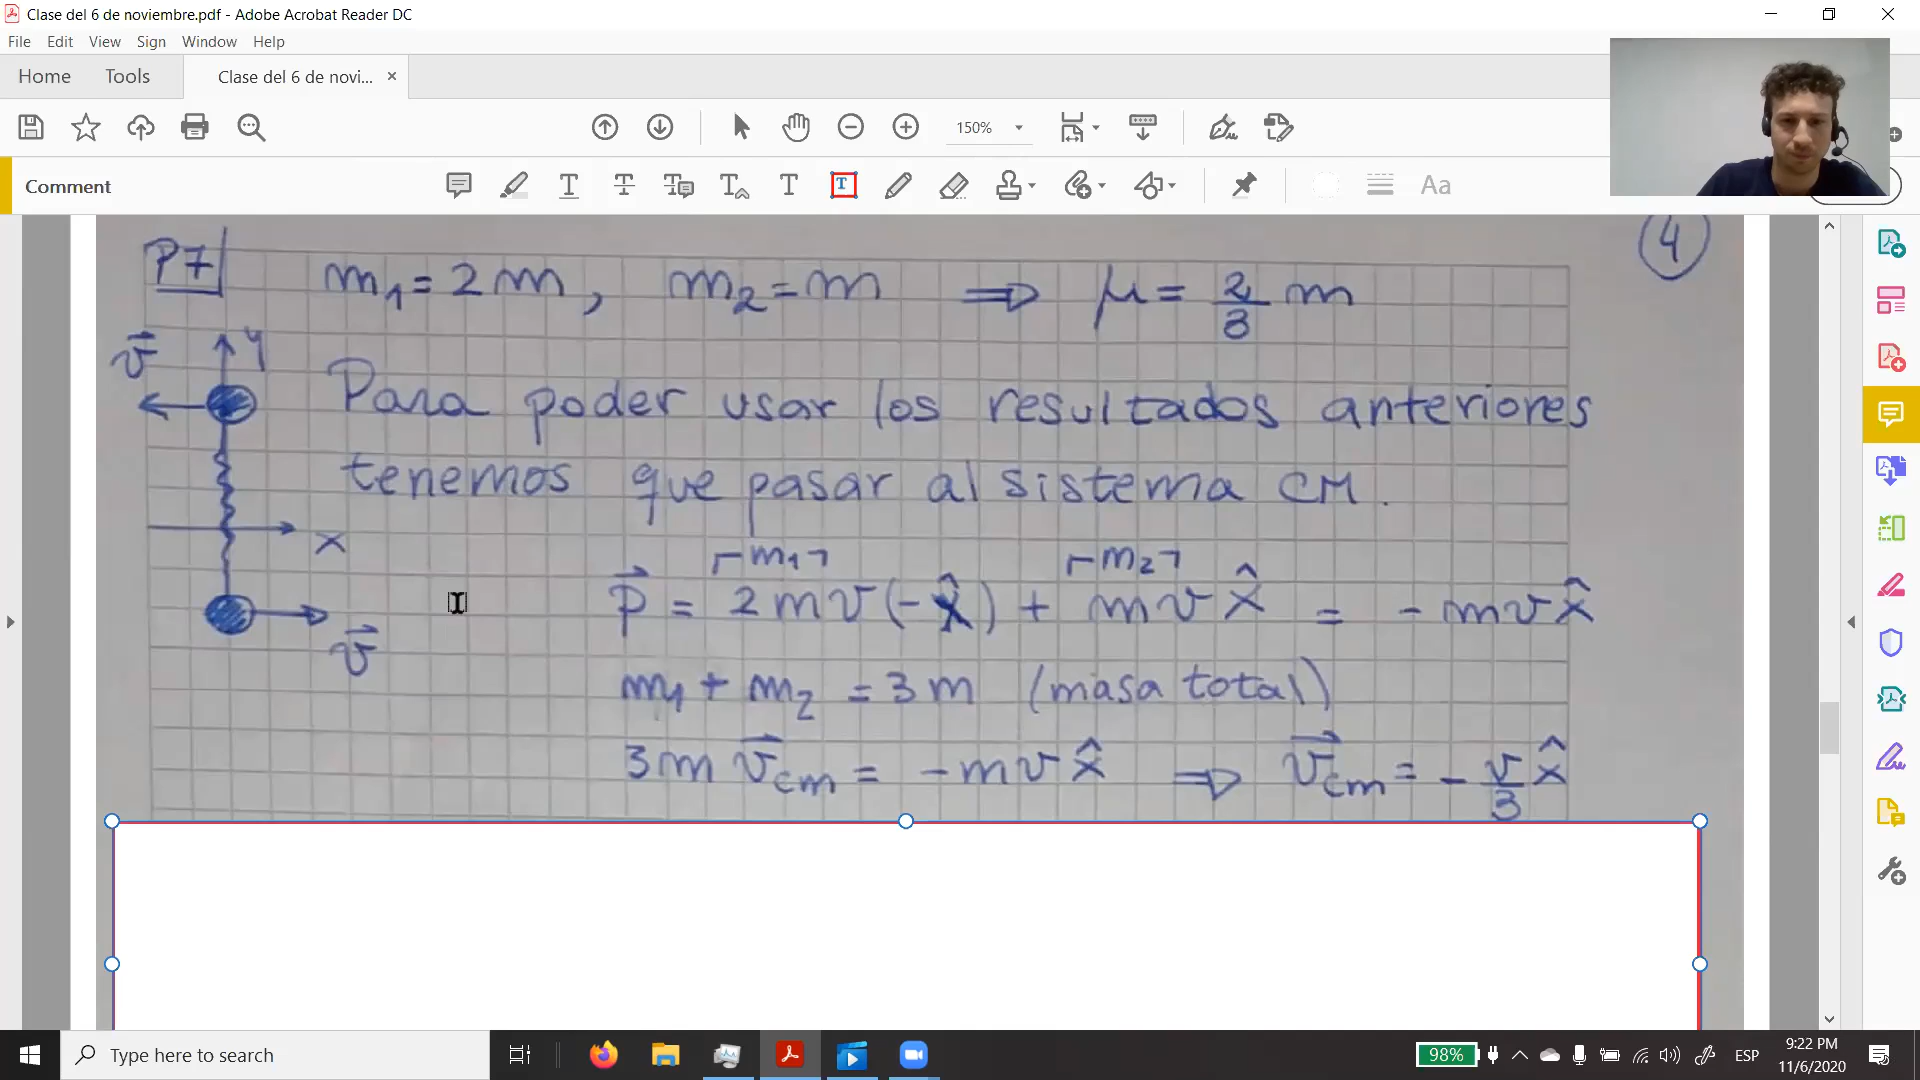 Clase del 6 de noviembre.pdf - Adobe Acrobat Reader DC
File Edit View Sign Window Help
Home Tools Clase del 6 de novi... ×
150%
Comment
Aa
P7 m₁ = 2m, m₂ = m ⇒ μ = 2/3 m
4
v⃗ y
Para poder usar los resultados anteriores
tenemos que pasar al sistema CM.
x
⌜m₁⌝ ⌜m₂⌝
p⃗ = 2mv(-x̂) + mv x̂ = -mv x̂
v⃗
m₁ + m₂ = 3m (masa total)
3m v⃗cm = -mv x̂ ⇒ v⃗cm = -v/3 x̂
Type here to search
98%
ESP
9:22 PM
11/6/2020